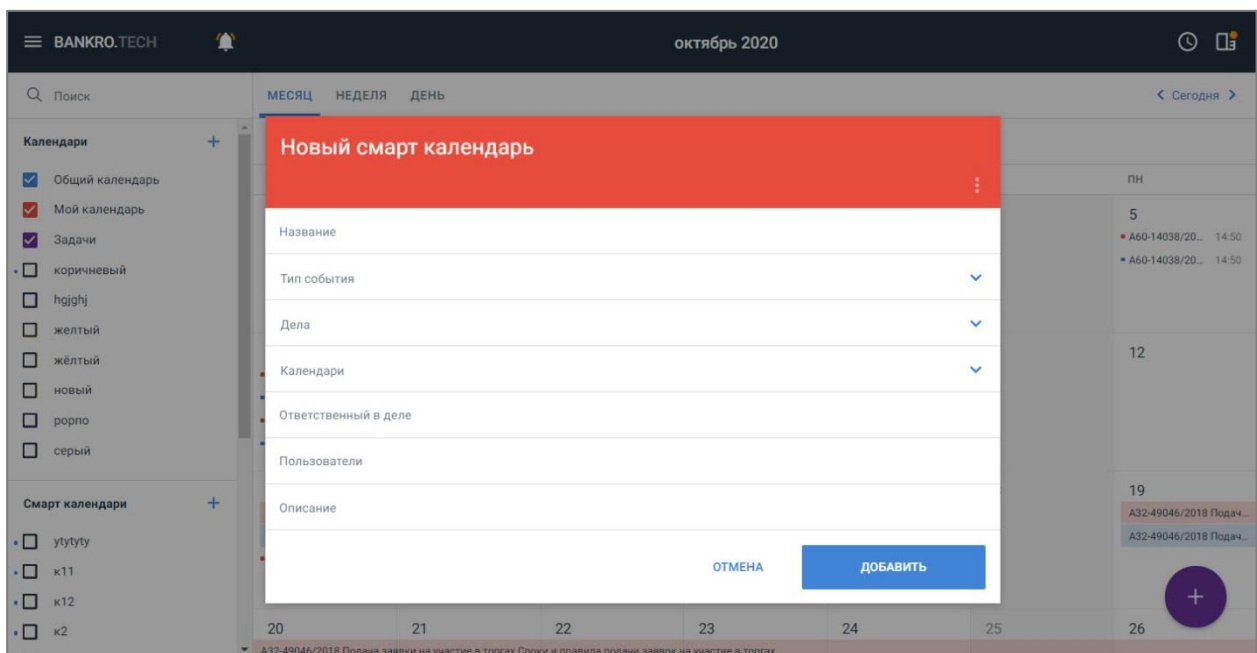 BANKRO.TECH
октябрь 2020
Поиск
МЕСЯЦ НЕДЕЛЯ ДЕНЬ
Сегодня
Календари
Общий календарь
Мой календарь
Задачи
коричневый
hgjghj
желтый
жёлтый
новый
popno
серый
Смарт календари
ytytyty
к11
к12
к2
Новый смарт календарь
Название
Тип события
Дела
Календари
Ответственный в деле
Пользователи
Описание
ОТМЕНА ДОБАВИТЬ
ПН
5
А60-14038/20... 14:50
А60-14038/20... 14:50
12
19
А32-49046/2018 Подач...
А32-49046/2018 Подач...
20 21 22 23 24 25 26
А32-49046/2018 Подача заявки на участие в торгах Сроки и правила подачи заявок на участие в торгах